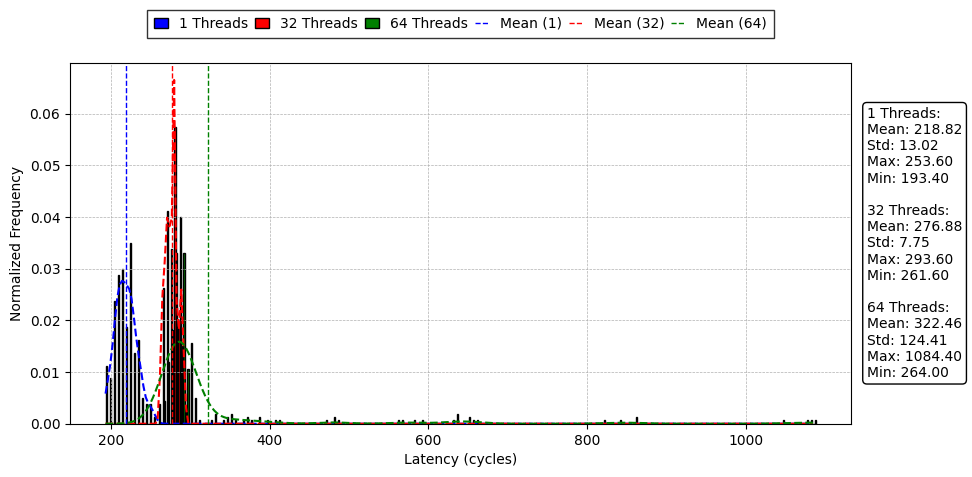 1 Threads 32 Threads 64 Threads Mean (1) Mean (32) Mean (64)
Normalized Frequency
0.06
0.05
0.04
0.03
0.02
0.01
0.00
200 400 600 800 1000
Latency (cycles)
1 Threads:
Mean: 218.82
Std: 13.02
Max: 253.60
Min: 193.40
32 Threads:
Mean: 276.88
Std: 7.75
Max: 293.60
Min: 261.60
64 Threads:
Mean: 322.46
Std: 124.41
Max: 1084.40
Min: 264.00